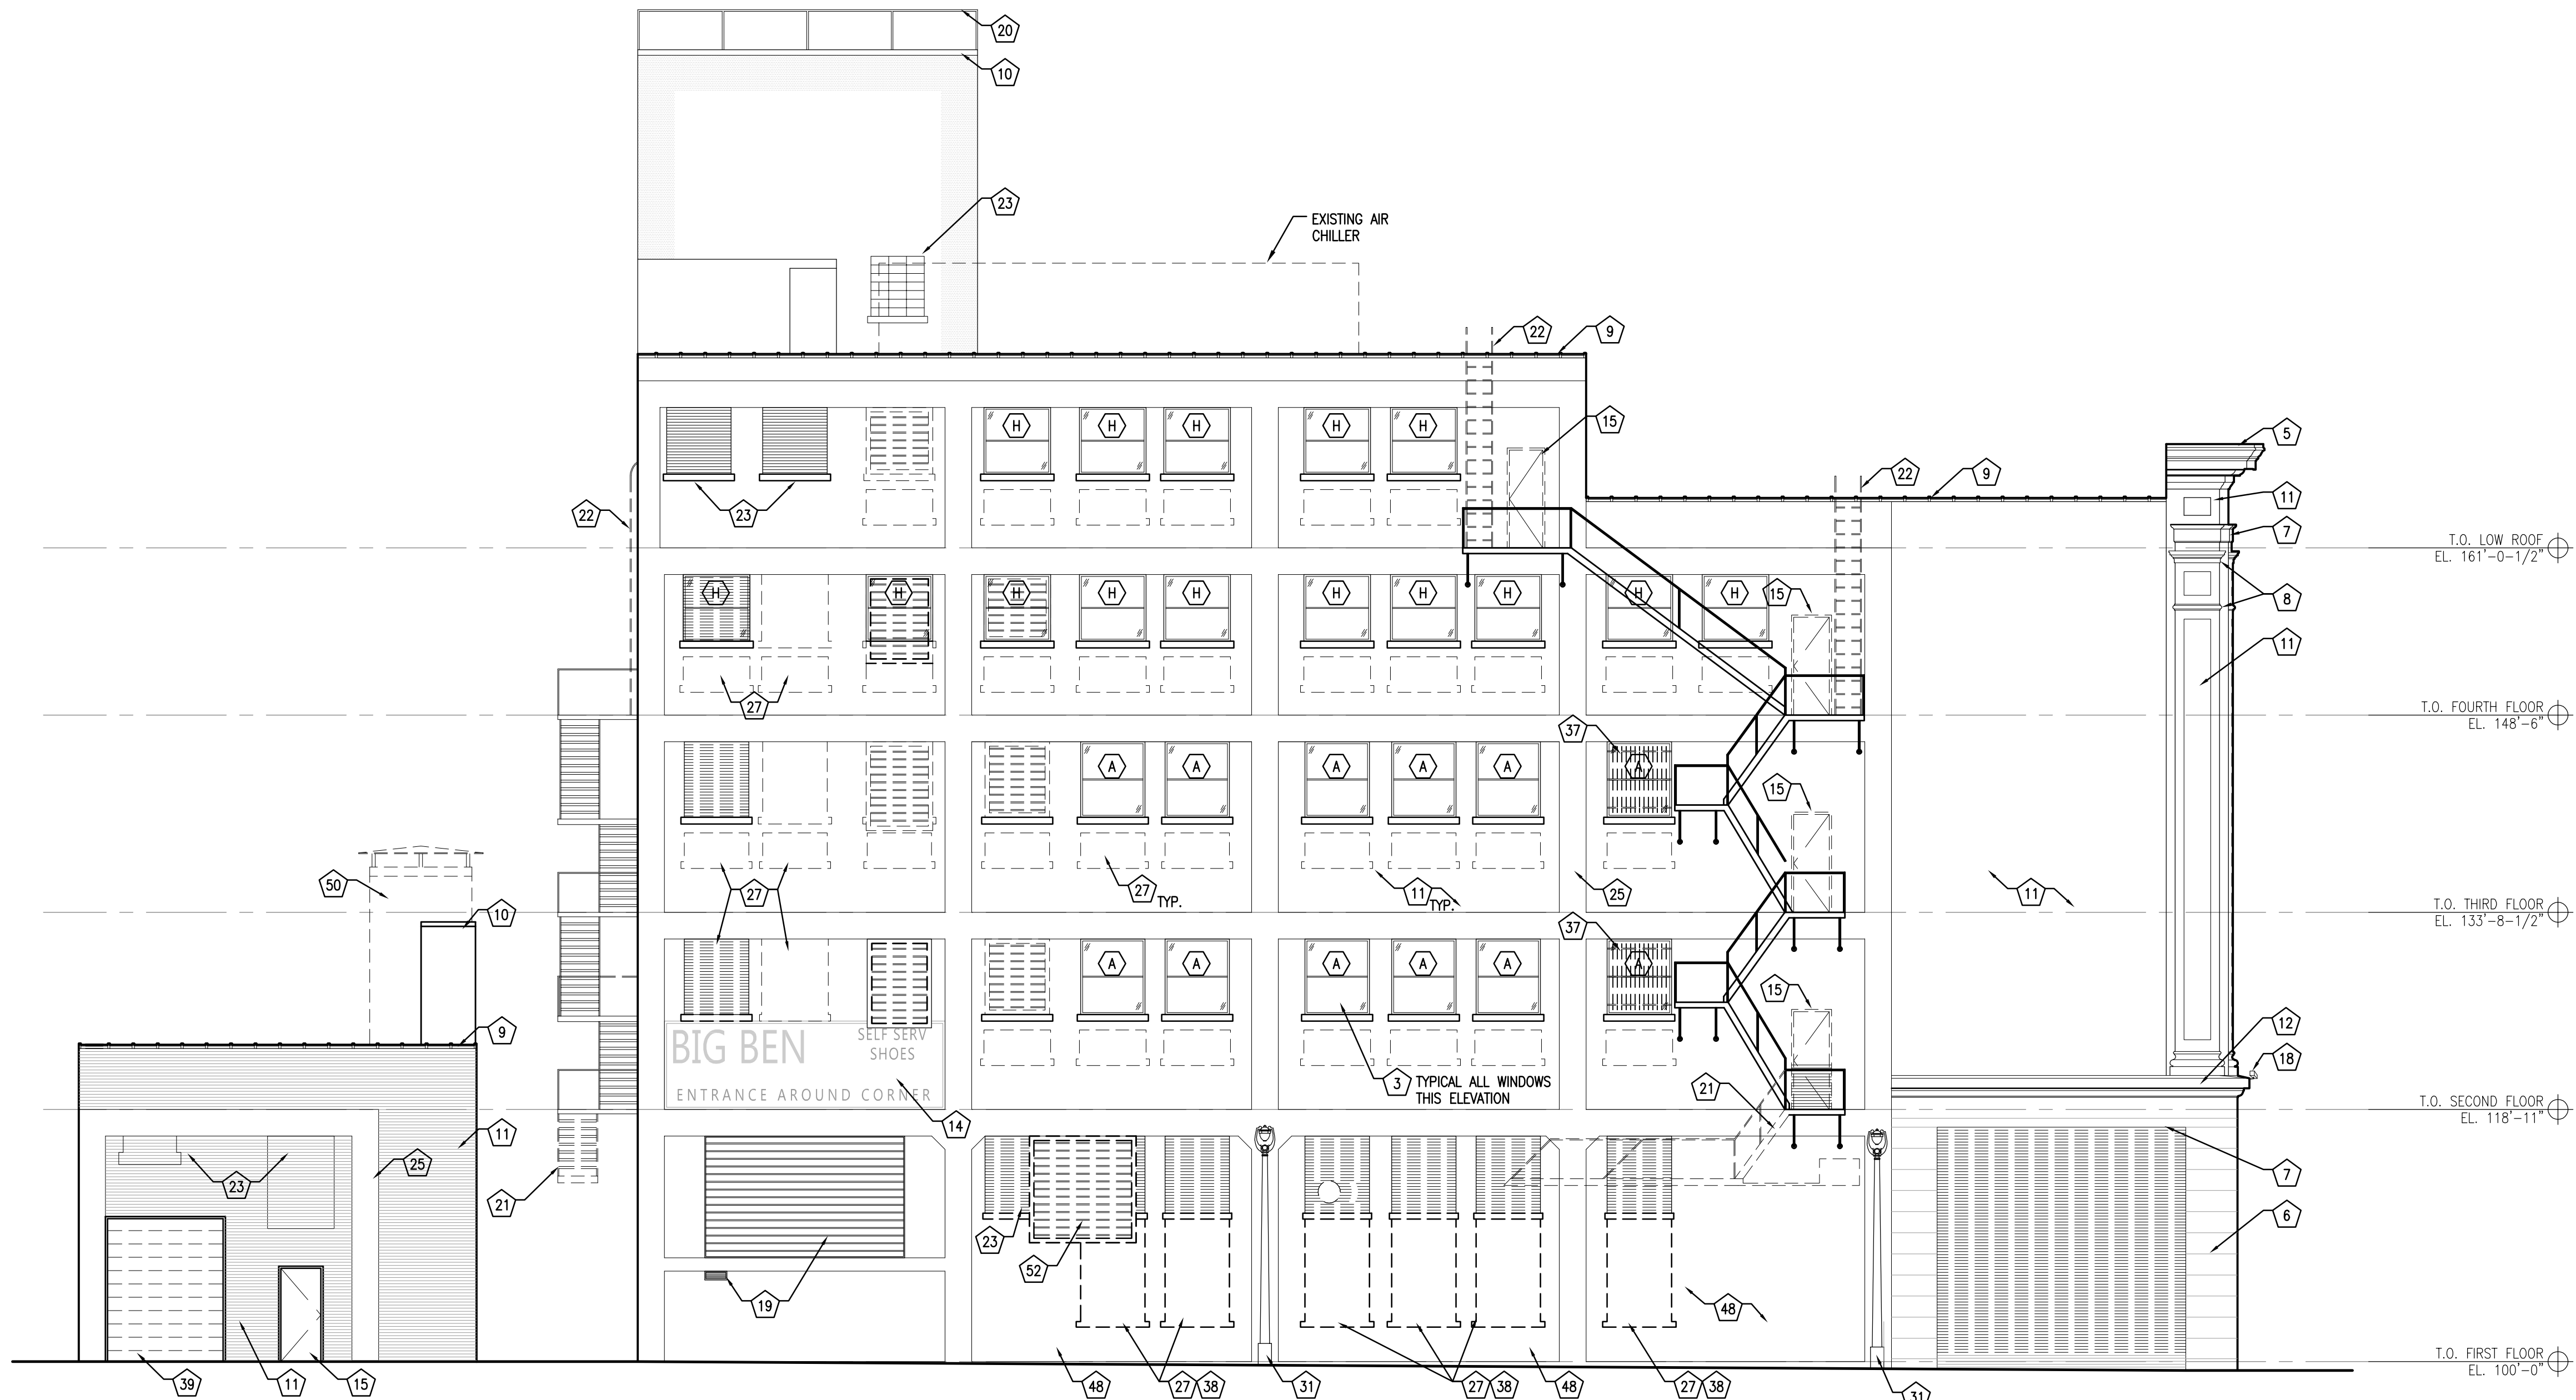 20
10
23
EXISTING AIR
CHILLER
22
9
15
5
H H H H H
22
9
11
23
22
7
T.O. LOW ROOF
EL. 161'-0-1/2"
H H H H H H H H H H
15
8
11
27
T.O. FOURTH FLOOR
EL. 148'-6"
37
A A A A A A
15
50
27
27 TYP.
11 TYP.
25
11
10
T.O. THIRD FLOOR
EL. 133'-8-1/2"
37
A A A A A A
15
9
12
BIG BEN
SELF SERV
SHOES
ENTRANCE AROUND CORNER
18
3 TYPICAL ALL WINDOWS
THIS ELEVATION
21
T.O. SECOND FLOOR
EL. 118'-11"
14
11
25
23
21
7
6
23
52
19
48
T.O. FIRST FLOOR
EL. 100'-0"
39
11
15
48
27 38
31
27 38
48
27 38
31